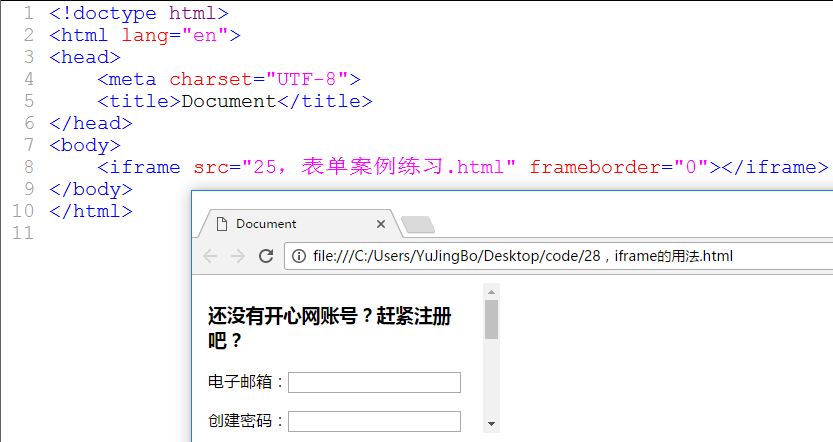 1 <!doctype html>
2 <html lang="en">
3 <head>
4     <meta charset="UTF-8">
5     <title>Document</title>
6 </head>
7 <body>
8     <iframe src="25，表单案例练习.html" frameborder="0"></iframe>
9 </body>
10 </html>
11
Document
file:///C:/Users/YuJingBo/Desktop/code/28，iframe的用法.html
还没有开心网账号？赶紧注册
吧？
电子邮箱：
创建密码：